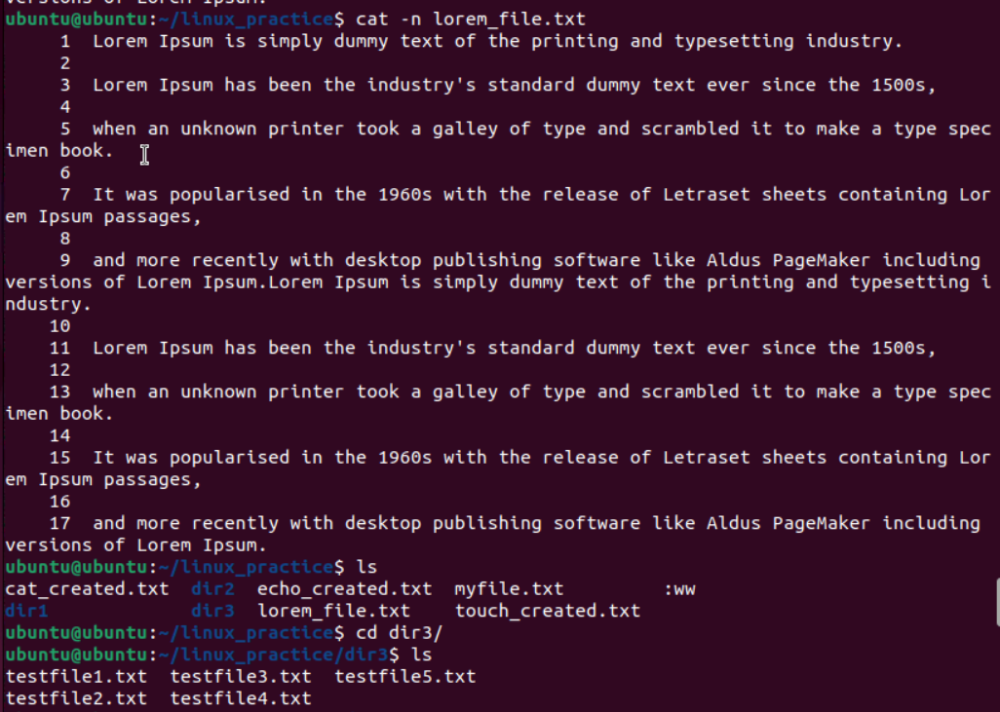 versions of Lorem Ipsum.
ubuntu@ubuntu:~/linux_practice$ cat -n lorem_file.txt
     1  Lorem Ipsum is simply dummy text of the printing and typesetting industry.
     2
     3  Lorem Ipsum has been the industry's standard dummy text ever since the 1500s,
     4
     5  when an unknown printer took a galley of type and scrambled it to make a type spec
imen book.
     6
     7  It was popularised in the 1960s with the release of Letraset sheets containing Lor
em Ipsum passages,
     8
     9  and more recently with desktop publishing software like Aldus PageMaker including
versions of Lorem Ipsum.Lorem Ipsum is simply dummy text of the printing and typesetting i
ndustry.
    10
    11  Lorem Ipsum has been the industry's standard dummy text ever since the 1500s,
    12
    13  when an unknown printer took a galley of type and scrambled it to make a type spec
imen book.
    14
    15  It was popularised in the 1960s with the release of Letraset sheets containing Lor
em Ipsum passages,
    16
    17  and more recently with desktop publishing software like Aldus PageMaker including
versions of Lorem Ipsum.
ubuntu@ubuntu:~/linux_practice$ ls
cat_created.txt  dir2  echo_created.txt  myfile.txt         :ww
dir1             dir3  lorem_file.txt    touch_created.txt
ubuntu@ubuntu:~/linux_practice$ cd dir3/
ubuntu@ubuntu:~/linux_practice/dir3$ ls
testfile1.txt  testfile3.txt  testfile5.txt
testfile2.txt  testfile4.txt